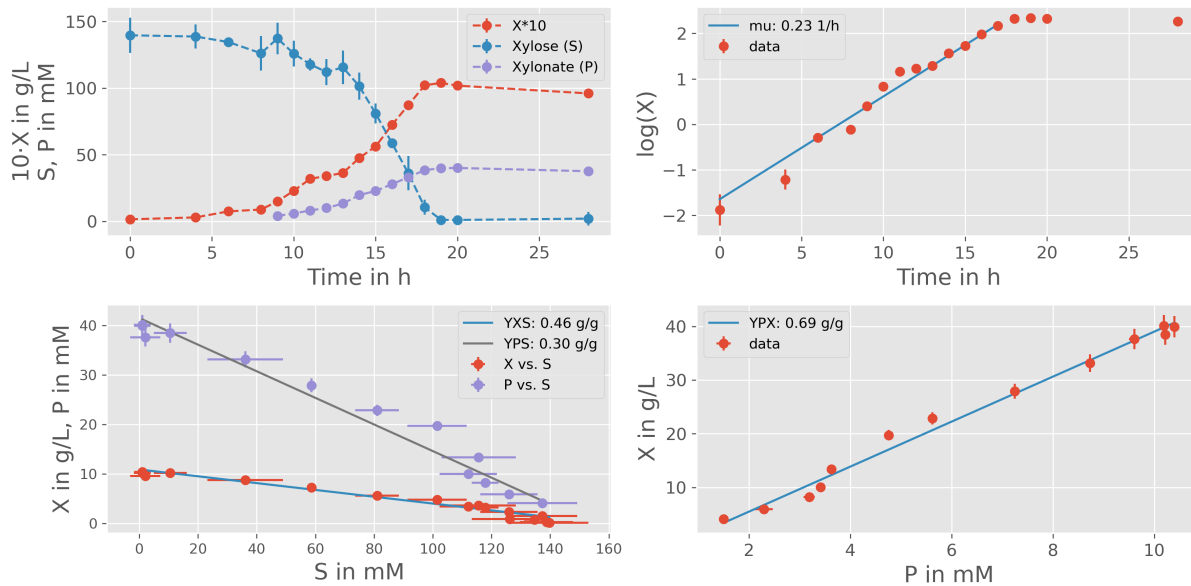 150
100
50
0
10·X in g/L
S, P in mM
X*10
Xylose (S)
Xylonate (P)
0 5 10 15 20 25
Time in h
2
1
0
−1
−2
log(X)
mu: 0.23 1/h
data
0 5 10 15 20 25
Time in h
40
30
20
10
0
X in g/L, P in mM
YXS: 0.46 g/g
YPS: 0.30 g/g
X vs. S
P vs. S
0 20 40 60 80 100 120 140 160
S in mM
40
30
20
10
X in g/L
YPX: 0.69 g/g
data
2 4 6 8 10
P in mM